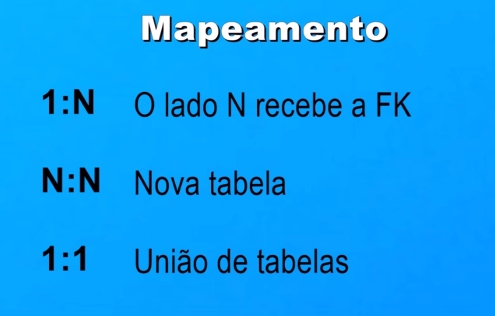 Mapeamento
1:N O lado N recebe a FK
N:N Nova tabela
1:1 União de tabelas